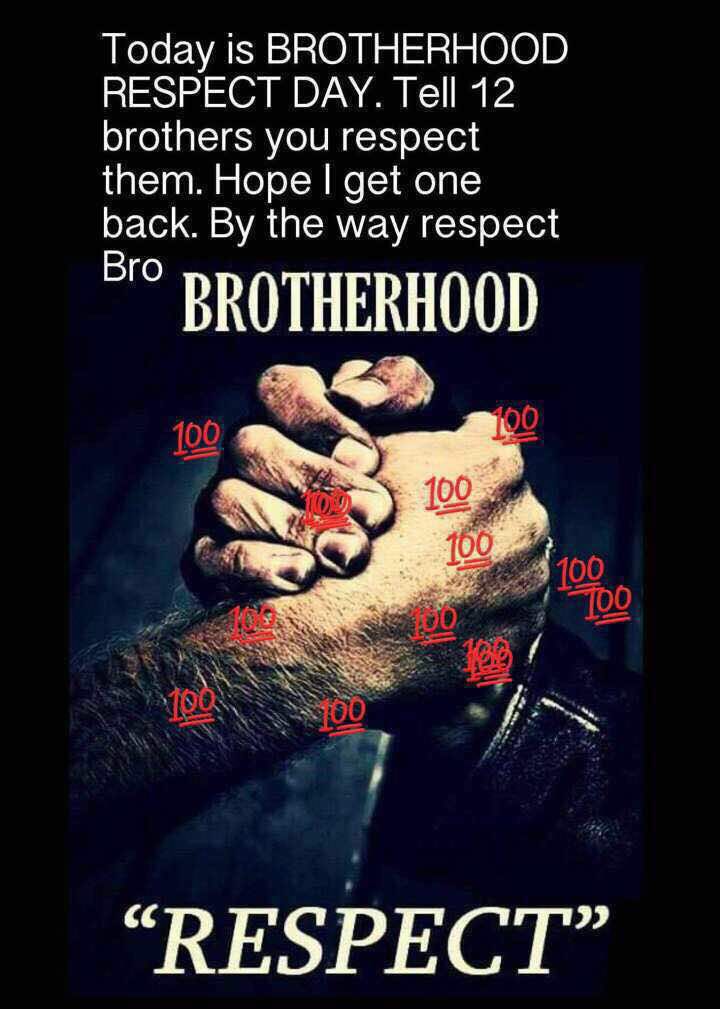 Today is BROTHERHOOD
RESPECT DAY. Tell 12
brothers you respect
them. Hope I get one
back. By the way respect
Bro
BROTHERHOOD
100
100
100
100
100
100
100
100
100
100
100
100
“RESPECT”